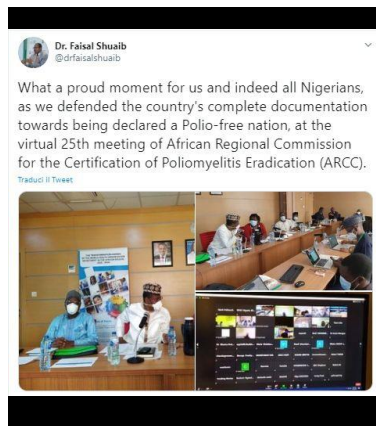 Dr. Faisal Shuaib
@drfaisalshuaib
What a proud moment for us and indeed all Nigerians,
as we defended the country's complete documentation
towards being declared a Polio-free nation, at the
virtual 25th meeting of African Regional Commission
for the Certification of Poliomyelitis Eradication (ARCC).
Traduci il Tweet